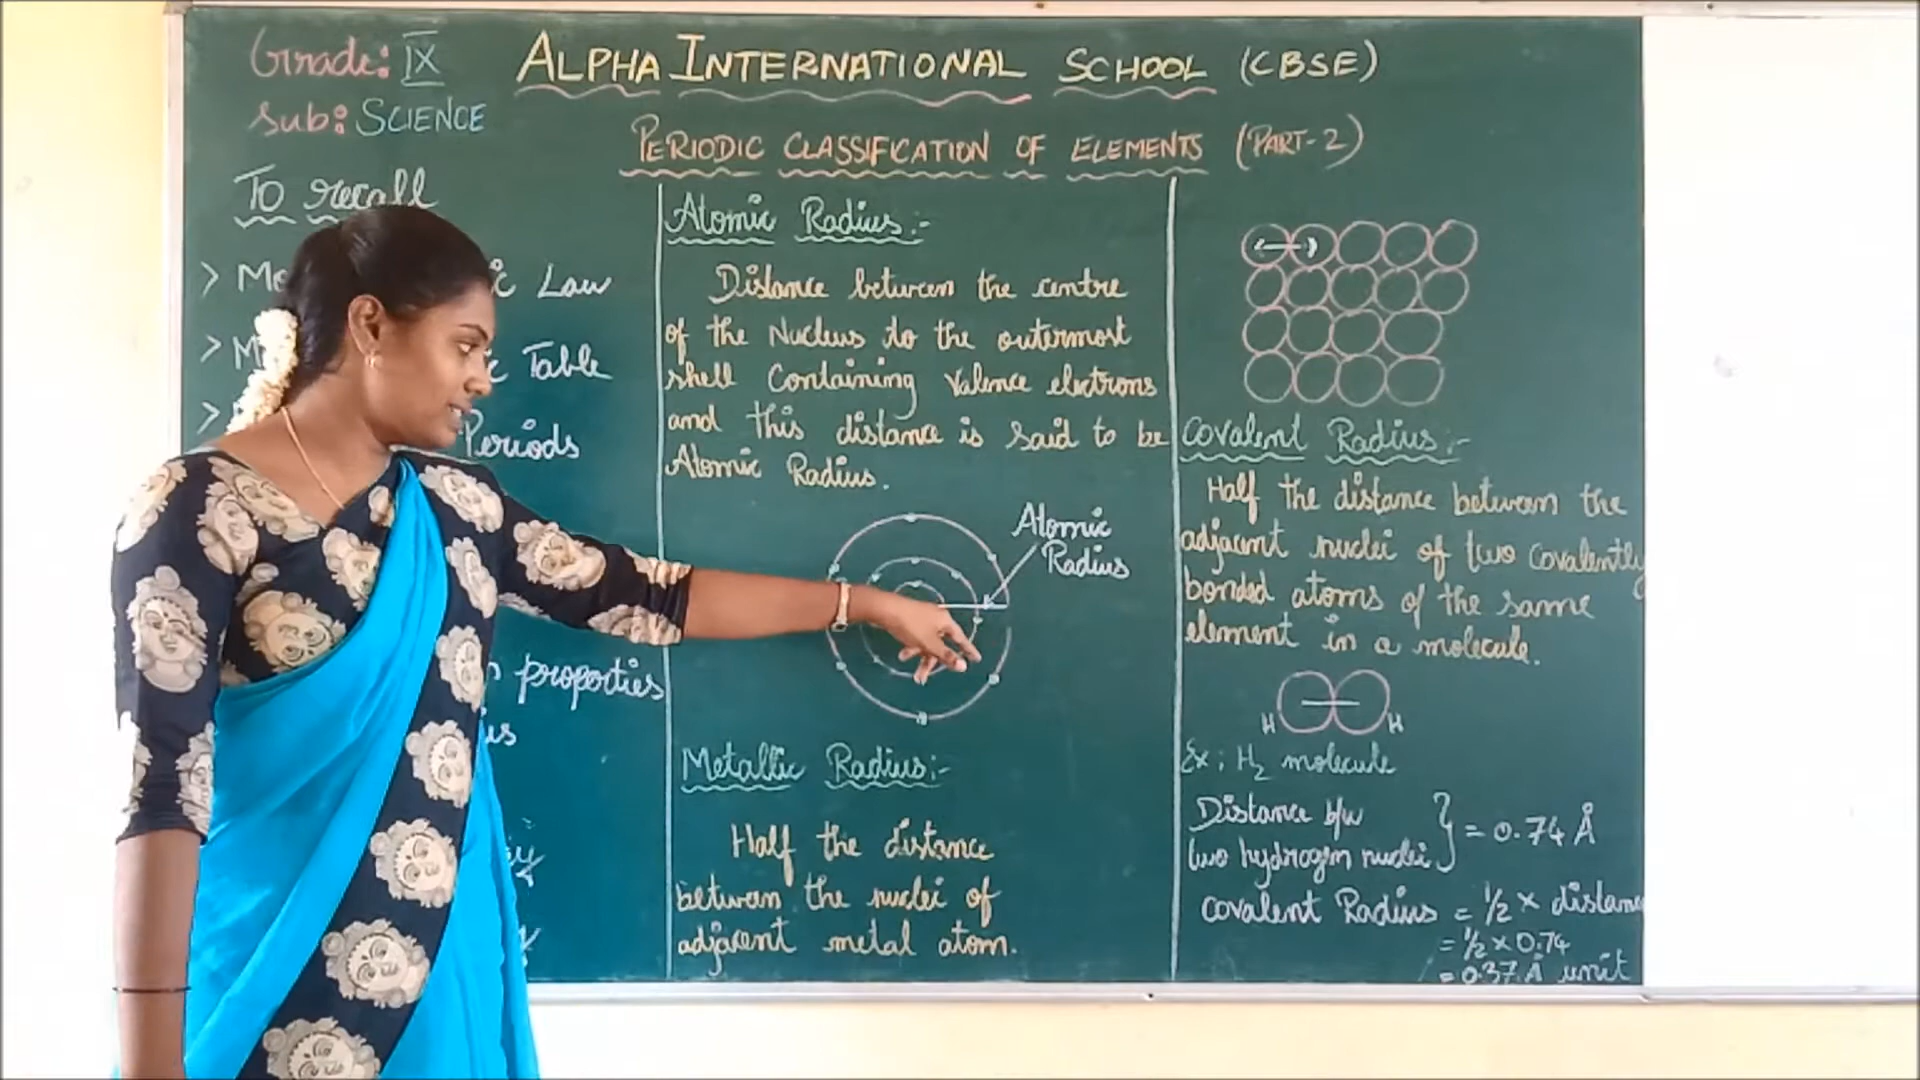 Grade: IX
Sub: SCIENCE
ALPHA INTERNATIONAL SCHOOL (CBSE)
PERIODIC CLASSIFICATION OF ELEMENTS (PART-2)
To recall
> Law
> Table
> Periods
properties
Atomic Radius:-
Distance between the centre
of the Nucleus to the outermost
shell Containing valence electrons
and this distance is said to be
Atomic Radius.
Atomic
Radius
Metallic Radius:-
Half the distance
between the nuclei of
adjacent metal atom.
Covalent Radius:-
Half the distance between the
adjacent nuclei of two covalently
bonded atoms of the same
element in a molecule.
H H
Ex: H2 molecule
Distance b/w
two hydrogen nuclei } = 0.74 Å
Covalent Radius = 1/2 × distance
= 1/2 × 0.74
= 0.37 Å unit